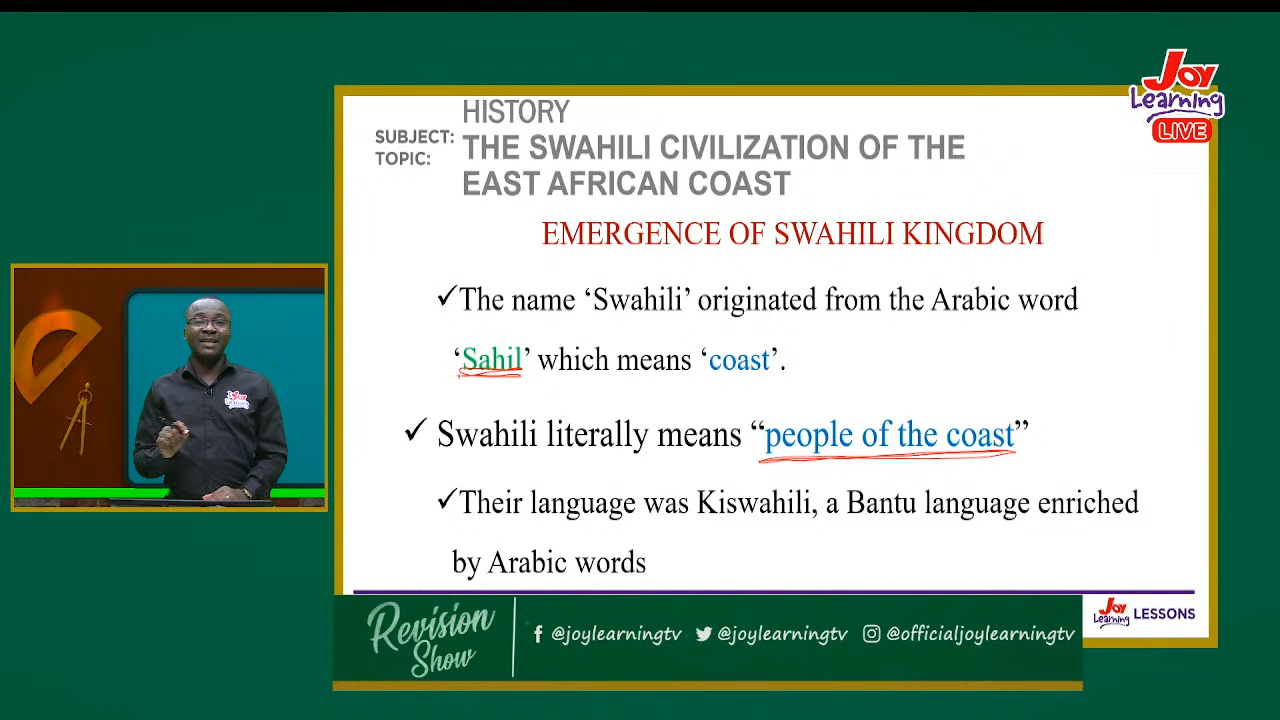 Joy
Learning
LIVE
HISTORY
SUBJECT:
TOPIC:
THE SWAHILI CIVILIZATION OF THE
EAST AFRICAN COAST
EMERGENCE OF SWAHILI KINGDOM
✓The name ‘Swahili’ originated from the Arabic word
‘Sahil’ which means ‘coast’.
✓ Swahili literally means “people of the coast”
✓Their language was Kiswahili, a Bantu language enriched
by Arabic words
Joy
Learning
Revision
Show
@joylearningtv @joylearningtv @officialjoylearningtv
Joy
Learning
LESSONS